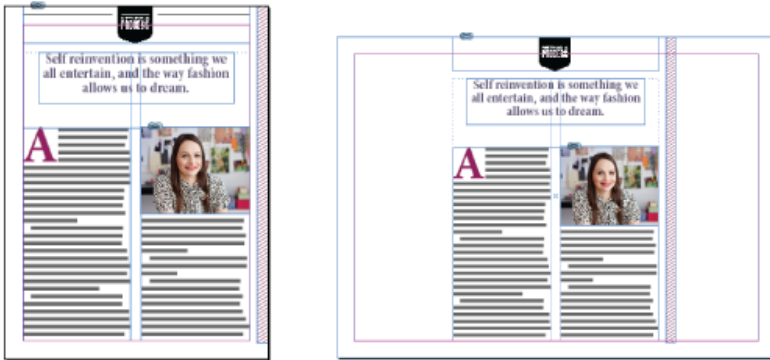 PROGRESS
Self reinvention is something we
all entertain, and the way fashion
allows us to dream.
A
Self reinvention is something we
all entertain, and the way fashion
allows us to dream.
A